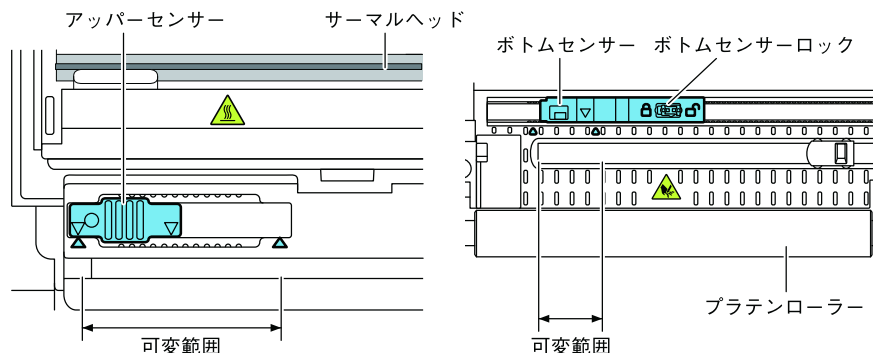 アッパーセンサー
サーマルヘッド
可変範囲
ボトムセンサー
ボトムセンサーロック
プラテンローラー
可変範囲